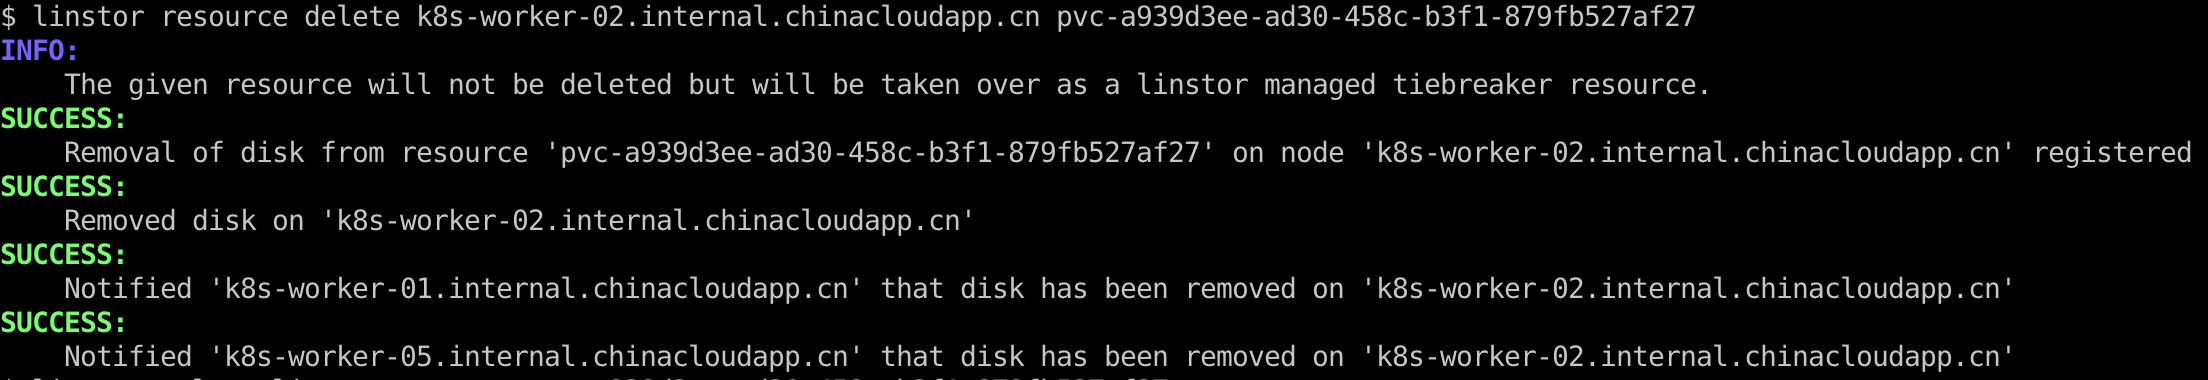 $ linstor resource delete k8s-worker-02.internal.chinacloudapp.cn pvc-a939d3ee-ad30-458c-b3f1-879fb527af27
INFO:
The given resource will not be deleted but will be taken over as a linstor managed tiebreaker resource.
SUCCESS:
Removal of disk from resource 'pvc-a939d3ee-ad30-458c-b3f1-879fb527af27' on node 'k8s-worker-02.internal.chinacloudapp.cn' registered
SUCCESS:
Removed disk on 'k8s-worker-02.internal.chinacloudapp.cn'
SUCCESS:
Notified 'k8s-worker-01.internal.chinacloudapp.cn' that disk has been removed on 'k8s-worker-02.internal.chinacloudapp.cn'
SUCCESS:
Notified 'k8s-worker-05.internal.chinacloudapp.cn' that disk has been removed on 'k8s-worker-02.internal.chinacloudapp.cn'